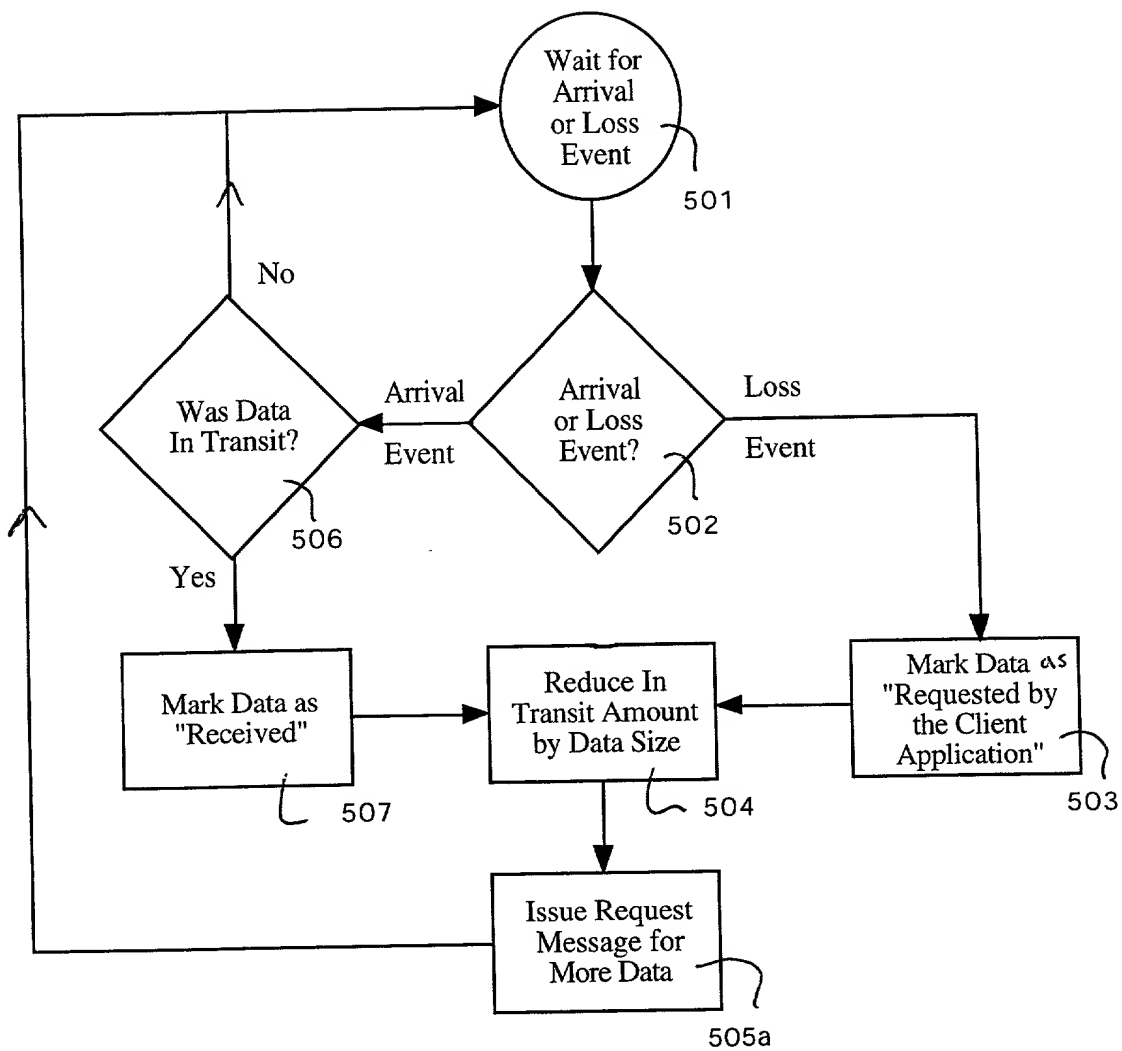 Wait for
Arrival
or Loss
Event
501
No
Was Data
In Transit?
506
Arrival
Event
Arrival
or Loss
Event?
502
Loss
Event
Yes
Mark Data as
"Received"
507
Reduce In
Transit Amount
by Data Size
504
Mark Data as
"Requested by
the Client
Application"
503
Issue Request
Message for
More Data
505a